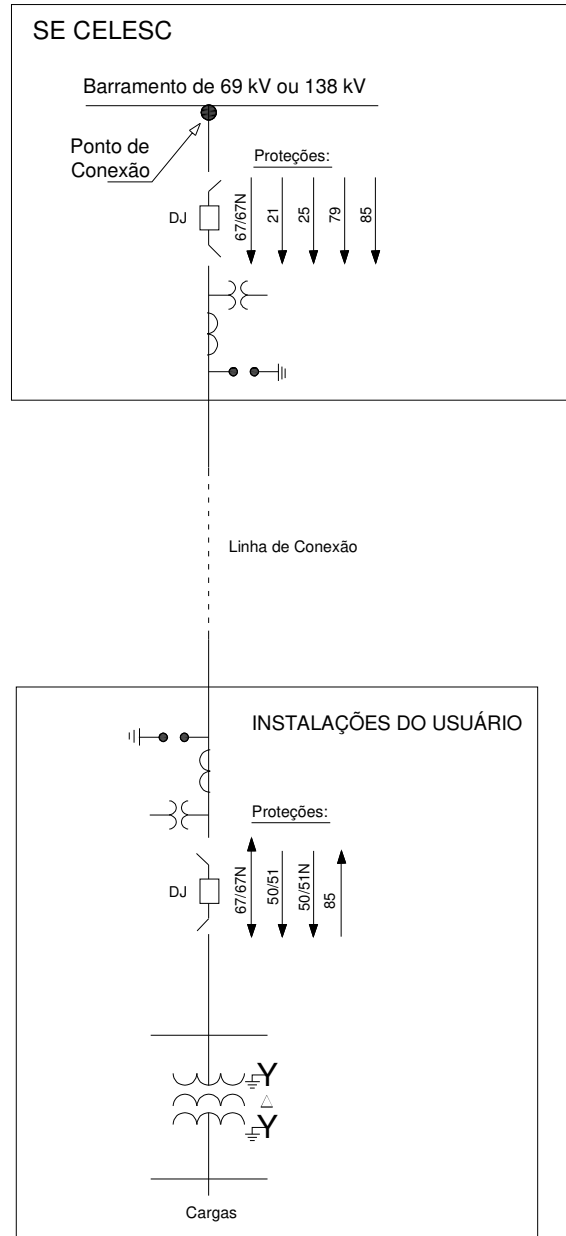 SE CELESC
Barramento de 69 kV ou 138 kV
Ponto de
Conexão
Proteções:
DJ
67/67N
21
25
79
85
Linha de Conexão
INSTALAÇÕES DO USUÁRIO
Proteções:
DJ
67/67N
50/51
50/51N
85
Y
Δ
Y
Cargas